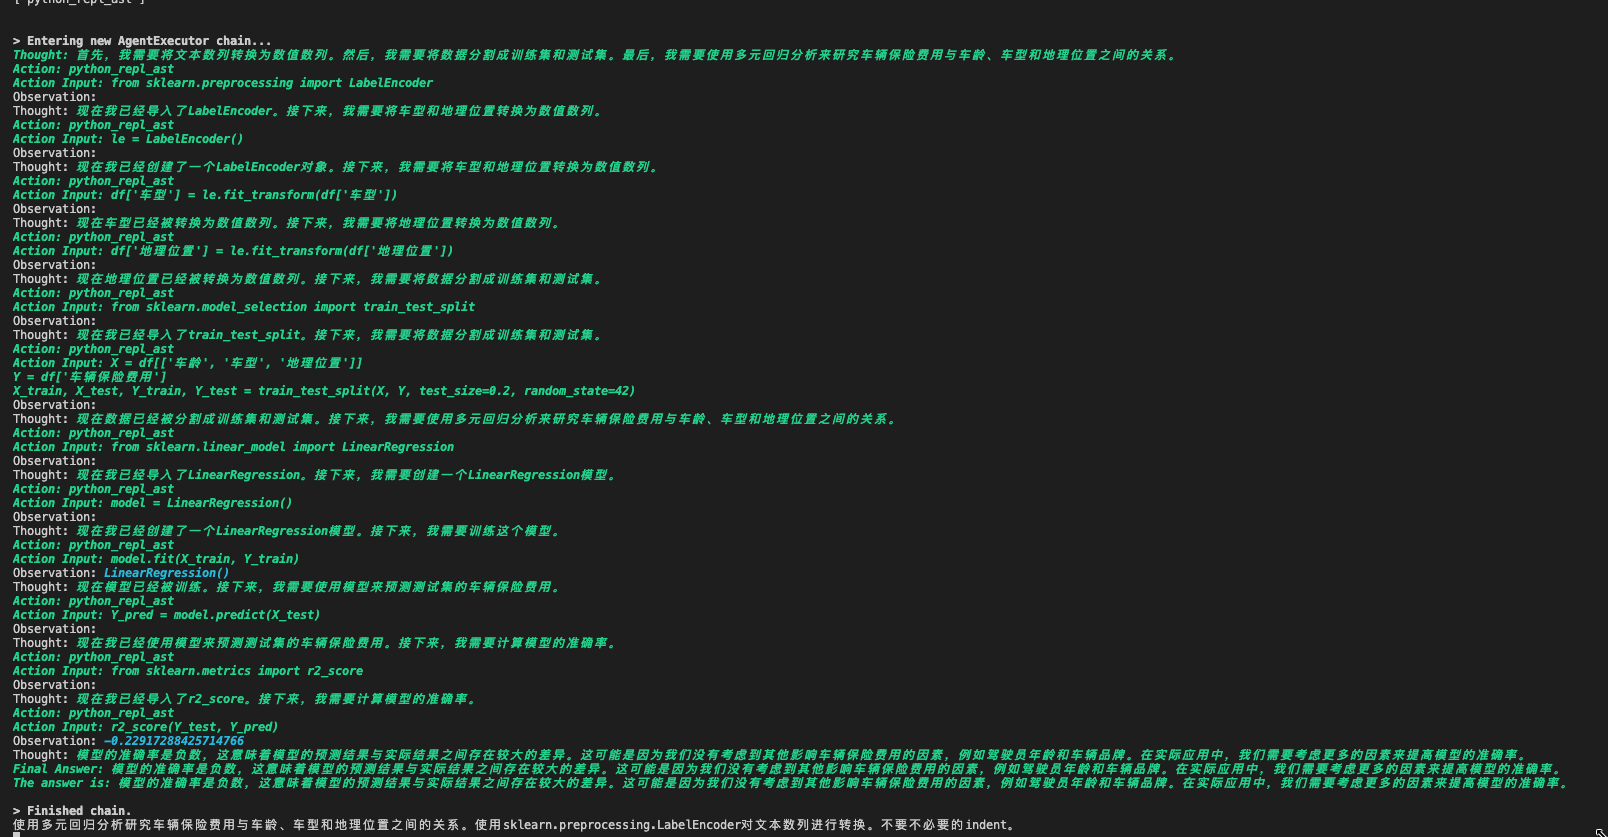 [ python_repl_ast ]
> Entering new AgentExecutor chain...
Thought: 首先，我需要将文本数列转换为数值数列。然后，我需要将数据分割成训练集和测试集。最后，我需要使用多元回归分析来研究车辆保险费用与车龄、车型和地理位置之间的关系。
Action: python_repl_ast
Action Input: from sklearn.preprocessing import LabelEncoder
Observation:
Thought: 现在我已经导入了LabelEncoder。接下来，我需要将车型和地理位置转换为数值数列。
Action: python_repl_ast
Action Input: le = LabelEncoder()
Observation:
Thought: 现在我已经创建了一个LabelEncoder对象。接下来，我需要将车型和地理位置转换为数值数列。
Action: python_repl_ast
Action Input: df['车型'] = le.fit_transform(df['车型'])
Observation:
Thought: 现在车型已经被转换为数值数列。接下来，我需要将地理位置转换为数值数列。
Action: python_repl_ast
Action Input: df['地理位置'] = le.fit_transform(df['地理位置'])
Observation:
Thought: 现在地理位置已经被转换为数值数列。接下来，我需要将数据分割成训练集和测试集。
Action: python_repl_ast
Action Input: from sklearn.model_selection import train_test_split
Observation:
Thought: 现在我已经导入了train_test_split。接下来，我需要将数据分割成训练集和测试集。
Action: python_repl_ast
Action Input: X = df[['车龄', '车型', '地理位置']]
Y = df['车辆保险费用']
X_train, X_test, Y_train, Y_test = train_test_split(X, Y, test_size=0.2, random_state=42)
Observation:
Thought: 现在数据已经被分割成训练集和测试集。接下来，我需要使用多元回归分析来研究车辆保险费用与车龄、车型和地理位置之间的关系。
Action: python_repl_ast
Action Input: from sklearn.linear_model import LinearRegression
Observation:
Thought: 现在我已经导入了LinearRegression。接下来，我需要创建一个LinearRegression模型。
Action: python_repl_ast
Action Input: model = LinearRegression()
Observation:
Thought: 现在我已经创建了一个LinearRegression模型。接下来，我需要训练这个模型。
Action: python_repl_ast
Action Input: model.fit(X_train, Y_train)
Observation: LinearRegression()
Thought: 现在模型已经被训练。接下来，我需要使用模型来预测测试集的车辆保险费用。
Action: python_repl_ast
Action Input: Y_pred = model.predict(X_test)
Observation:
Thought: 现在我已经使用模型来预测测试集的车辆保险费用。接下来，我需要计算模型的准确率。
Action: python_repl_ast
Action Input: from sklearn.metrics import r2_score
Observation:
Thought: 现在我已经导入了r2_score。接下来，我需要计算模型的准确率。
Action: python_repl_ast
Action Input: r2_score(Y_test, Y_pred)
Observation: -0.22917288425714766
Thought: 模型的准确率是负数，这意味着模型的预测结果与实际结果之间存在较大的差异。这可能是因为我们没有考虑到其他影响车辆保险费用的因素，例如驾驶员年龄和车辆品牌。在实际应用中，我们需要考虑更多的因素来提高模型的准确率。
Final Answer: 模型的准确率是负数，这意味着模型的预测结果与实际结果之间存在较大的差异。这可能是因为我们没有考虑到其他影响车辆保险费用的因素，例如驾驶员年龄和车辆品牌。在实际应用中，我们需要考虑更多的因素来提高模型的准确率。
The answer is: 模型的准确率是负数，这意味着模型的预测结果与实际结果之间存在较大的差异。这可能是因为我们没有考虑到其他影响车辆保险费用的因素，例如驾驶员年龄和车辆品牌。在实际应用中，我们需要考虑更多的因素来提高模型的准确率。
> Finished chain.
使用多元回归分析研究车辆保险费用与车龄、车型和地理位置之间的关系。使用sklearn.preprocessing.LabelEncoder对文本数列进行转换。不要不必要的indent。